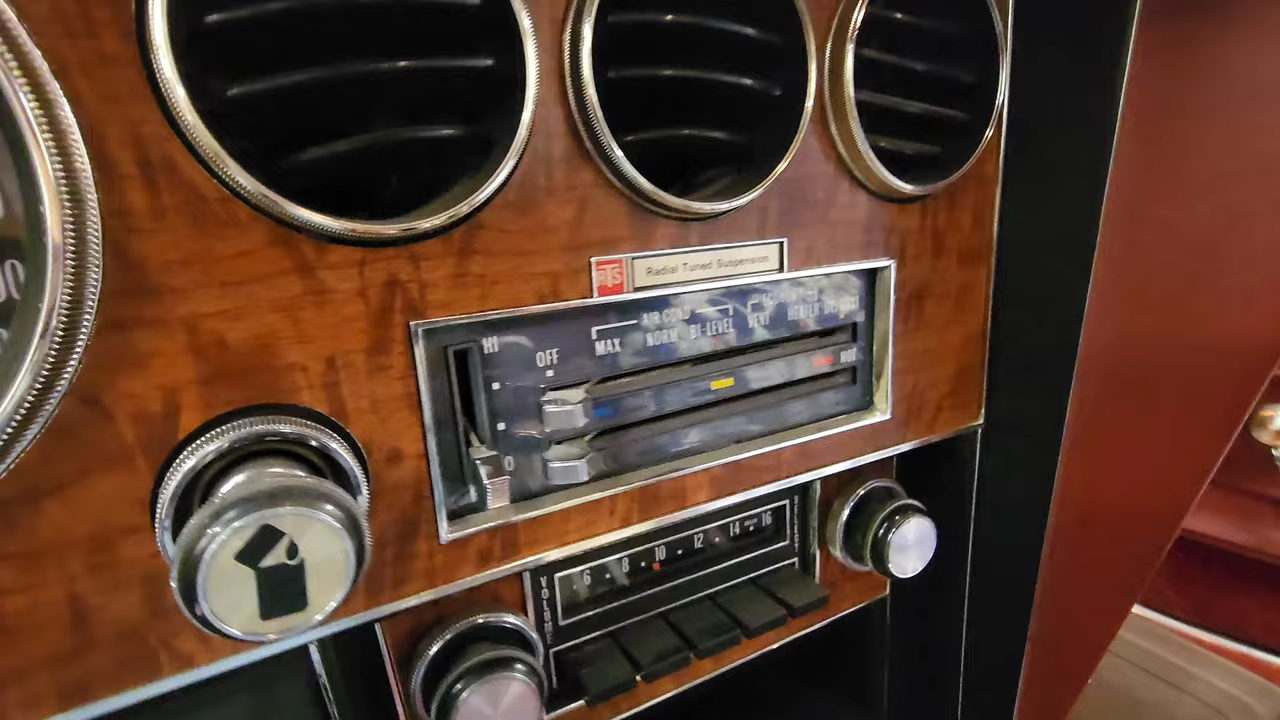 RTS Radial Tuned Suspension
AIR COND
MAX NORM BI-LEVEL VENT HEATER
HI
OFF
HOT
O
6 8 10 12 14 16
VOLUME